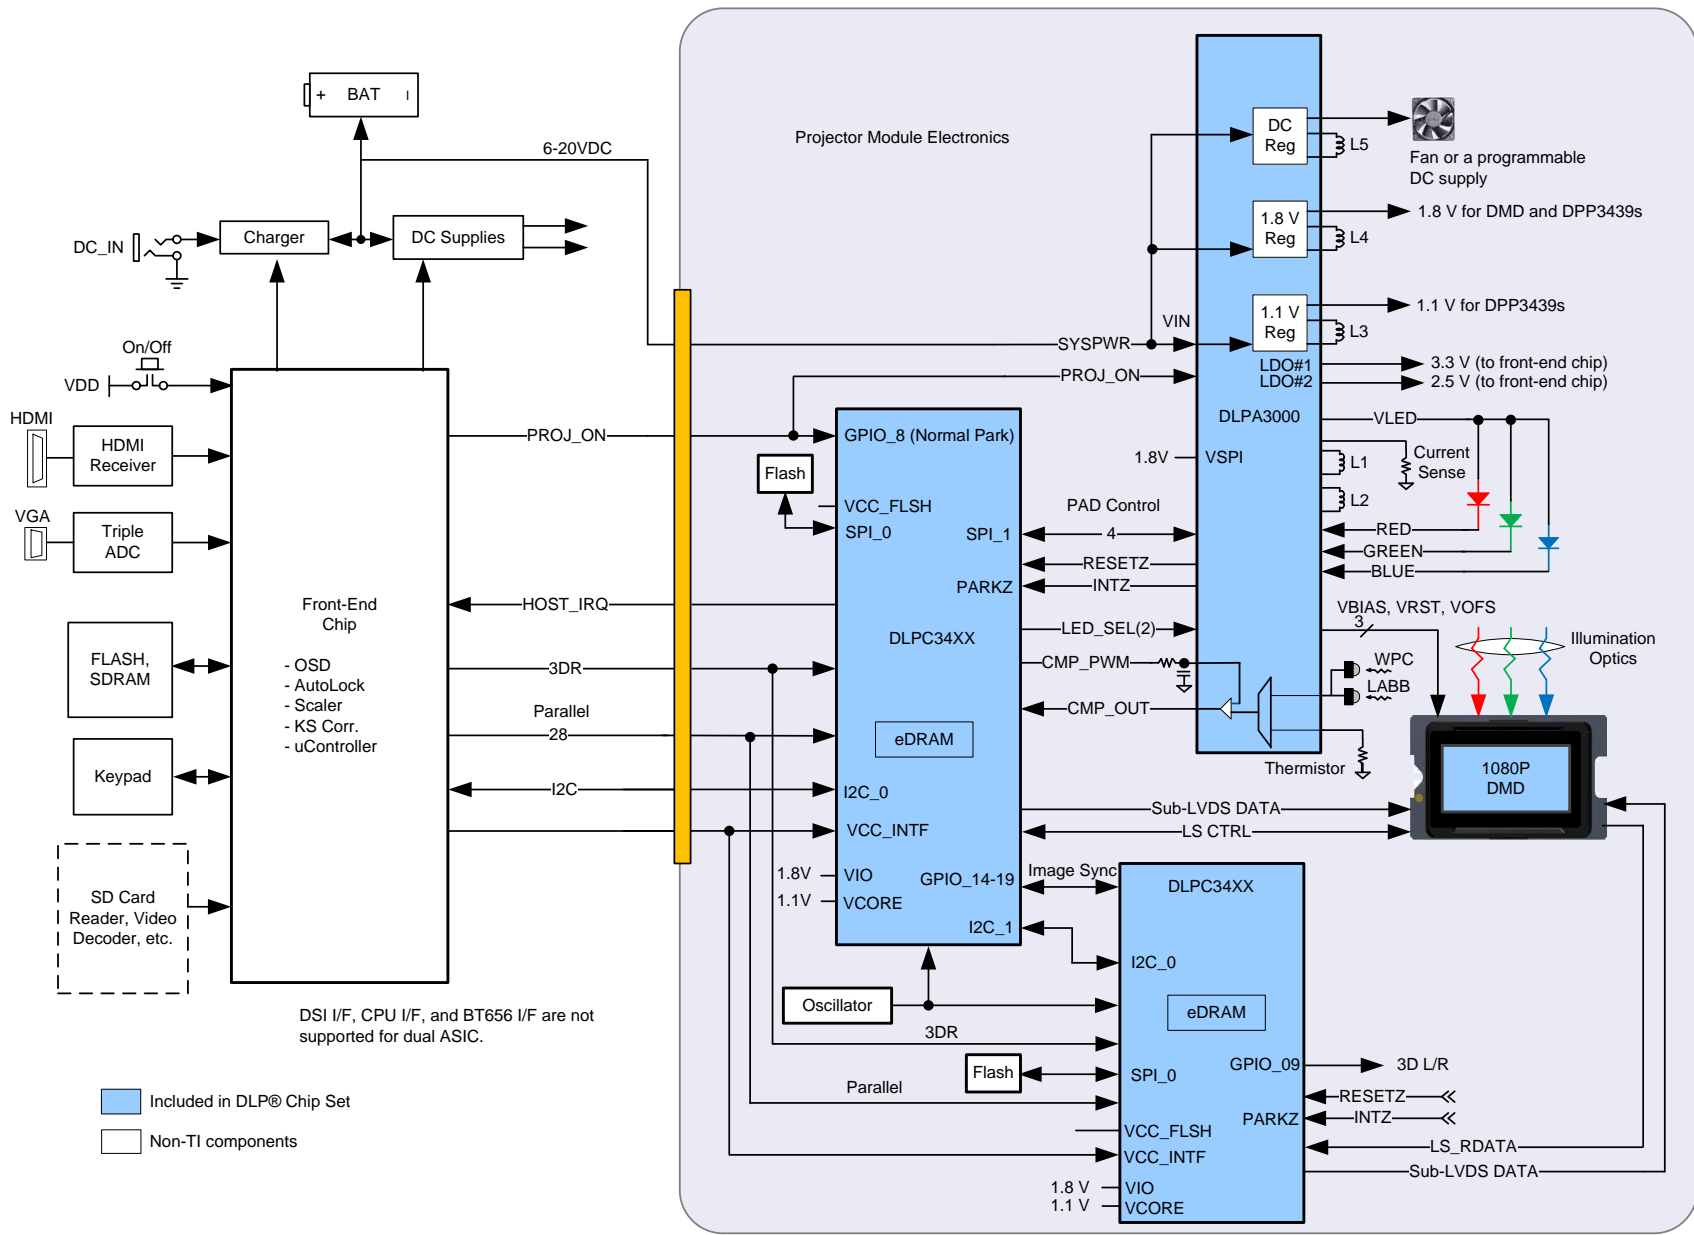 + BAT –
6-20VDC
Projector Module Electronics
DC_IN
Charger
DC Supplies
On/Off
VDD
HDMI
HDMI
Receiver
VGA
Triple
ADC
FLASH,
SDRAM
Keypad
SD Card
Reader, Video
Decoder, etc.
Front-End
Chip
- OSD
- AutoLock
- Scaler
- KS Corr.
- uController
DSI I/F, CPU I/F, and BT656 I/F are not
supported for dual ASIC.
Included in DLP® Chip Set
Non-TI components
PROJ_ON
HOST_IRQ
3DR
Parallel
28
I2C
SYSPWR
VIN
PROJ_ON
GPIO_8 (Normal Park)
Flash
VCC_FLSH
SPI_0
SPI_1
PARKZ
DLPC34XX
eDRAM
I2C_0
VCC_INTF
1.8V
VIO
1.1V
VCORE
GPIO_14-19
I2C_1
PAD Control
4
RESETZ
INTZ
LED_SEL(2)
CMP_PWM
CMP_OUT
Sub-LVDS DATA
LS CTRL
Image Sync
DC
Reg
L5
Fan or a programmable
DC supply
1.8 V
Reg
L4
1.8 V for DMD and DPP3439s
1.1 V
Reg
L3
1.1 V for DPP3439s
LDO#1
3.3 V (to front-end chip)
LDO#2
2.5 V (to front-end chip)
DLPA3000
VLED
1.8V
VSPI
L1
L2
Current
Sense
RED
GREEN
BLUE
VBIAS, VRST, VOFS
3
Illumination
Optics
WPC
LABB
Thermistor
1080P
DMD
Oscillator
3DR
Flash
Parallel
DLPC34XX
I2C_0
eDRAM
SPI_0
GPIO_09
3D L/R
RESETZ
PARKZ
INTZ
VCC_FLSH
VCC_INTF
LS_RDATA
Sub-LVDS DATA
1.8 V
VIO
1.1 V
VCORE